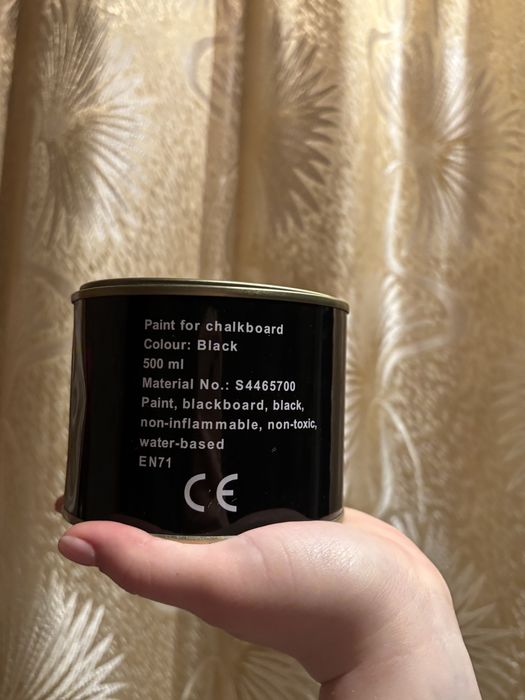 Paint for chalkboard
Colour: Black
500 ml
Material No.: S4465700
Paint, blackboard, black,
non-inflammable, non-toxic,
water-based
EN71
CE